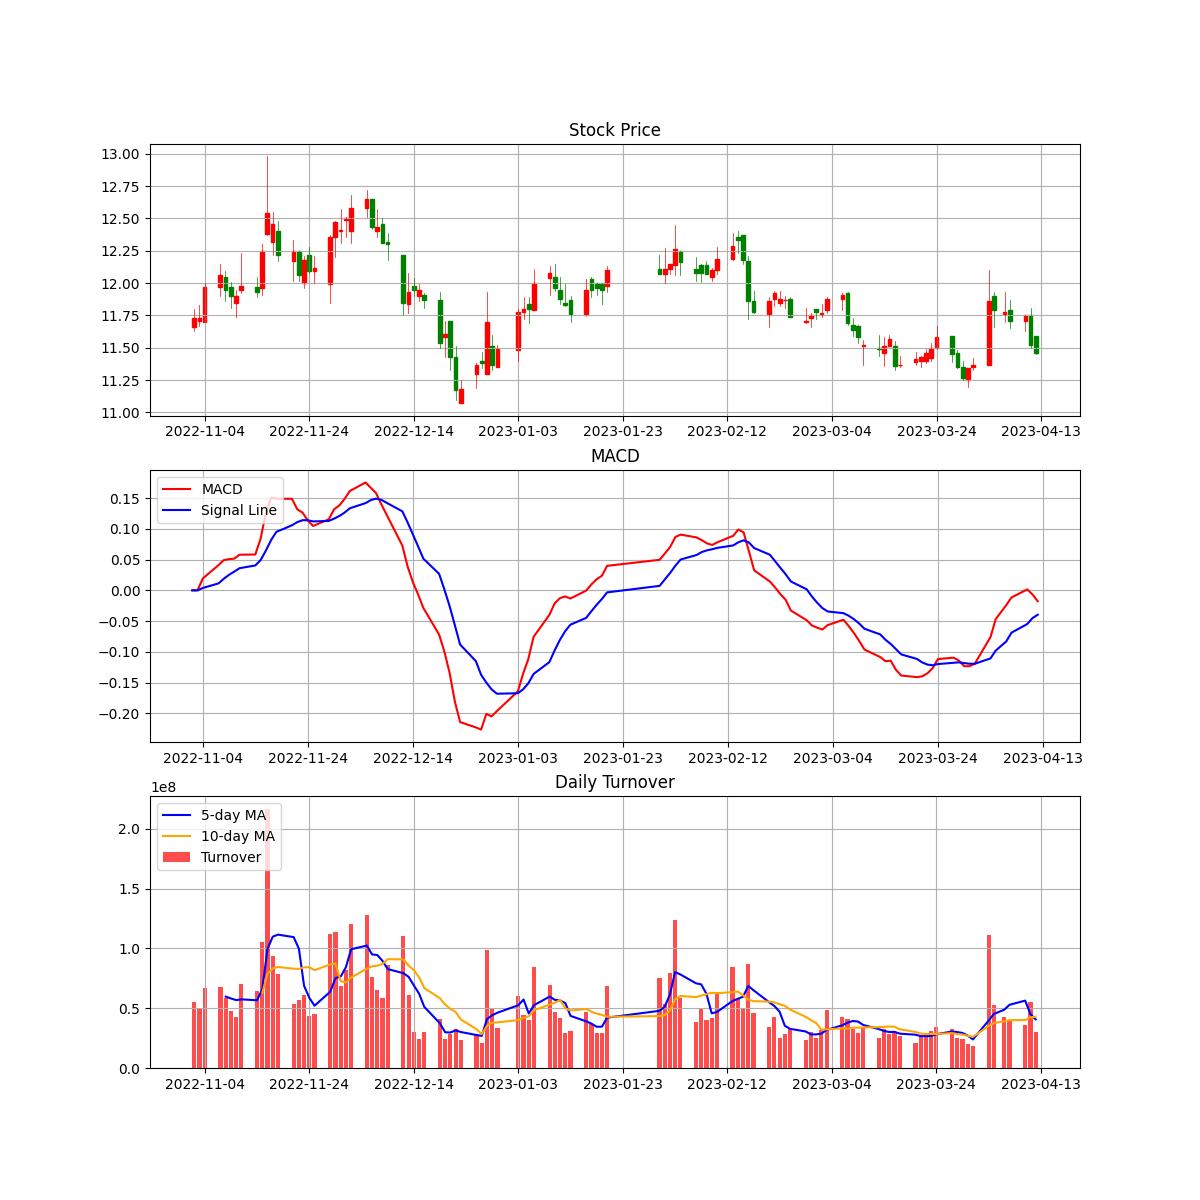 Stock Price
13.00
12.75
12.50
12.25
12.00
11.75
11.50
11.25
11.00
2022-11-04 2022-11-24 2022-12-14 2023-01-03 2023-01-23 2023-02-12 2023-03-04 2023-03-24 2023-04-13
MACD
MACD
Signal Line
0.15
0.10
0.05
0.00
−0.05
−0.10
−0.15
−0.20
2022-11-04 2022-11-24 2022-12-14 2023-01-03 2023-01-23 2023-02-12 2023-03-04 2023-03-24 2023-04-13
Daily Turnover
1e8
5-day MA
10-day MA
Turnover
2.0
1.5
1.0
0.5
0.0
2022-11-04 2022-11-24 2022-12-14 2023-01-03 2023-01-23 2023-02-12 2023-03-04 2023-03-24 2023-04-13